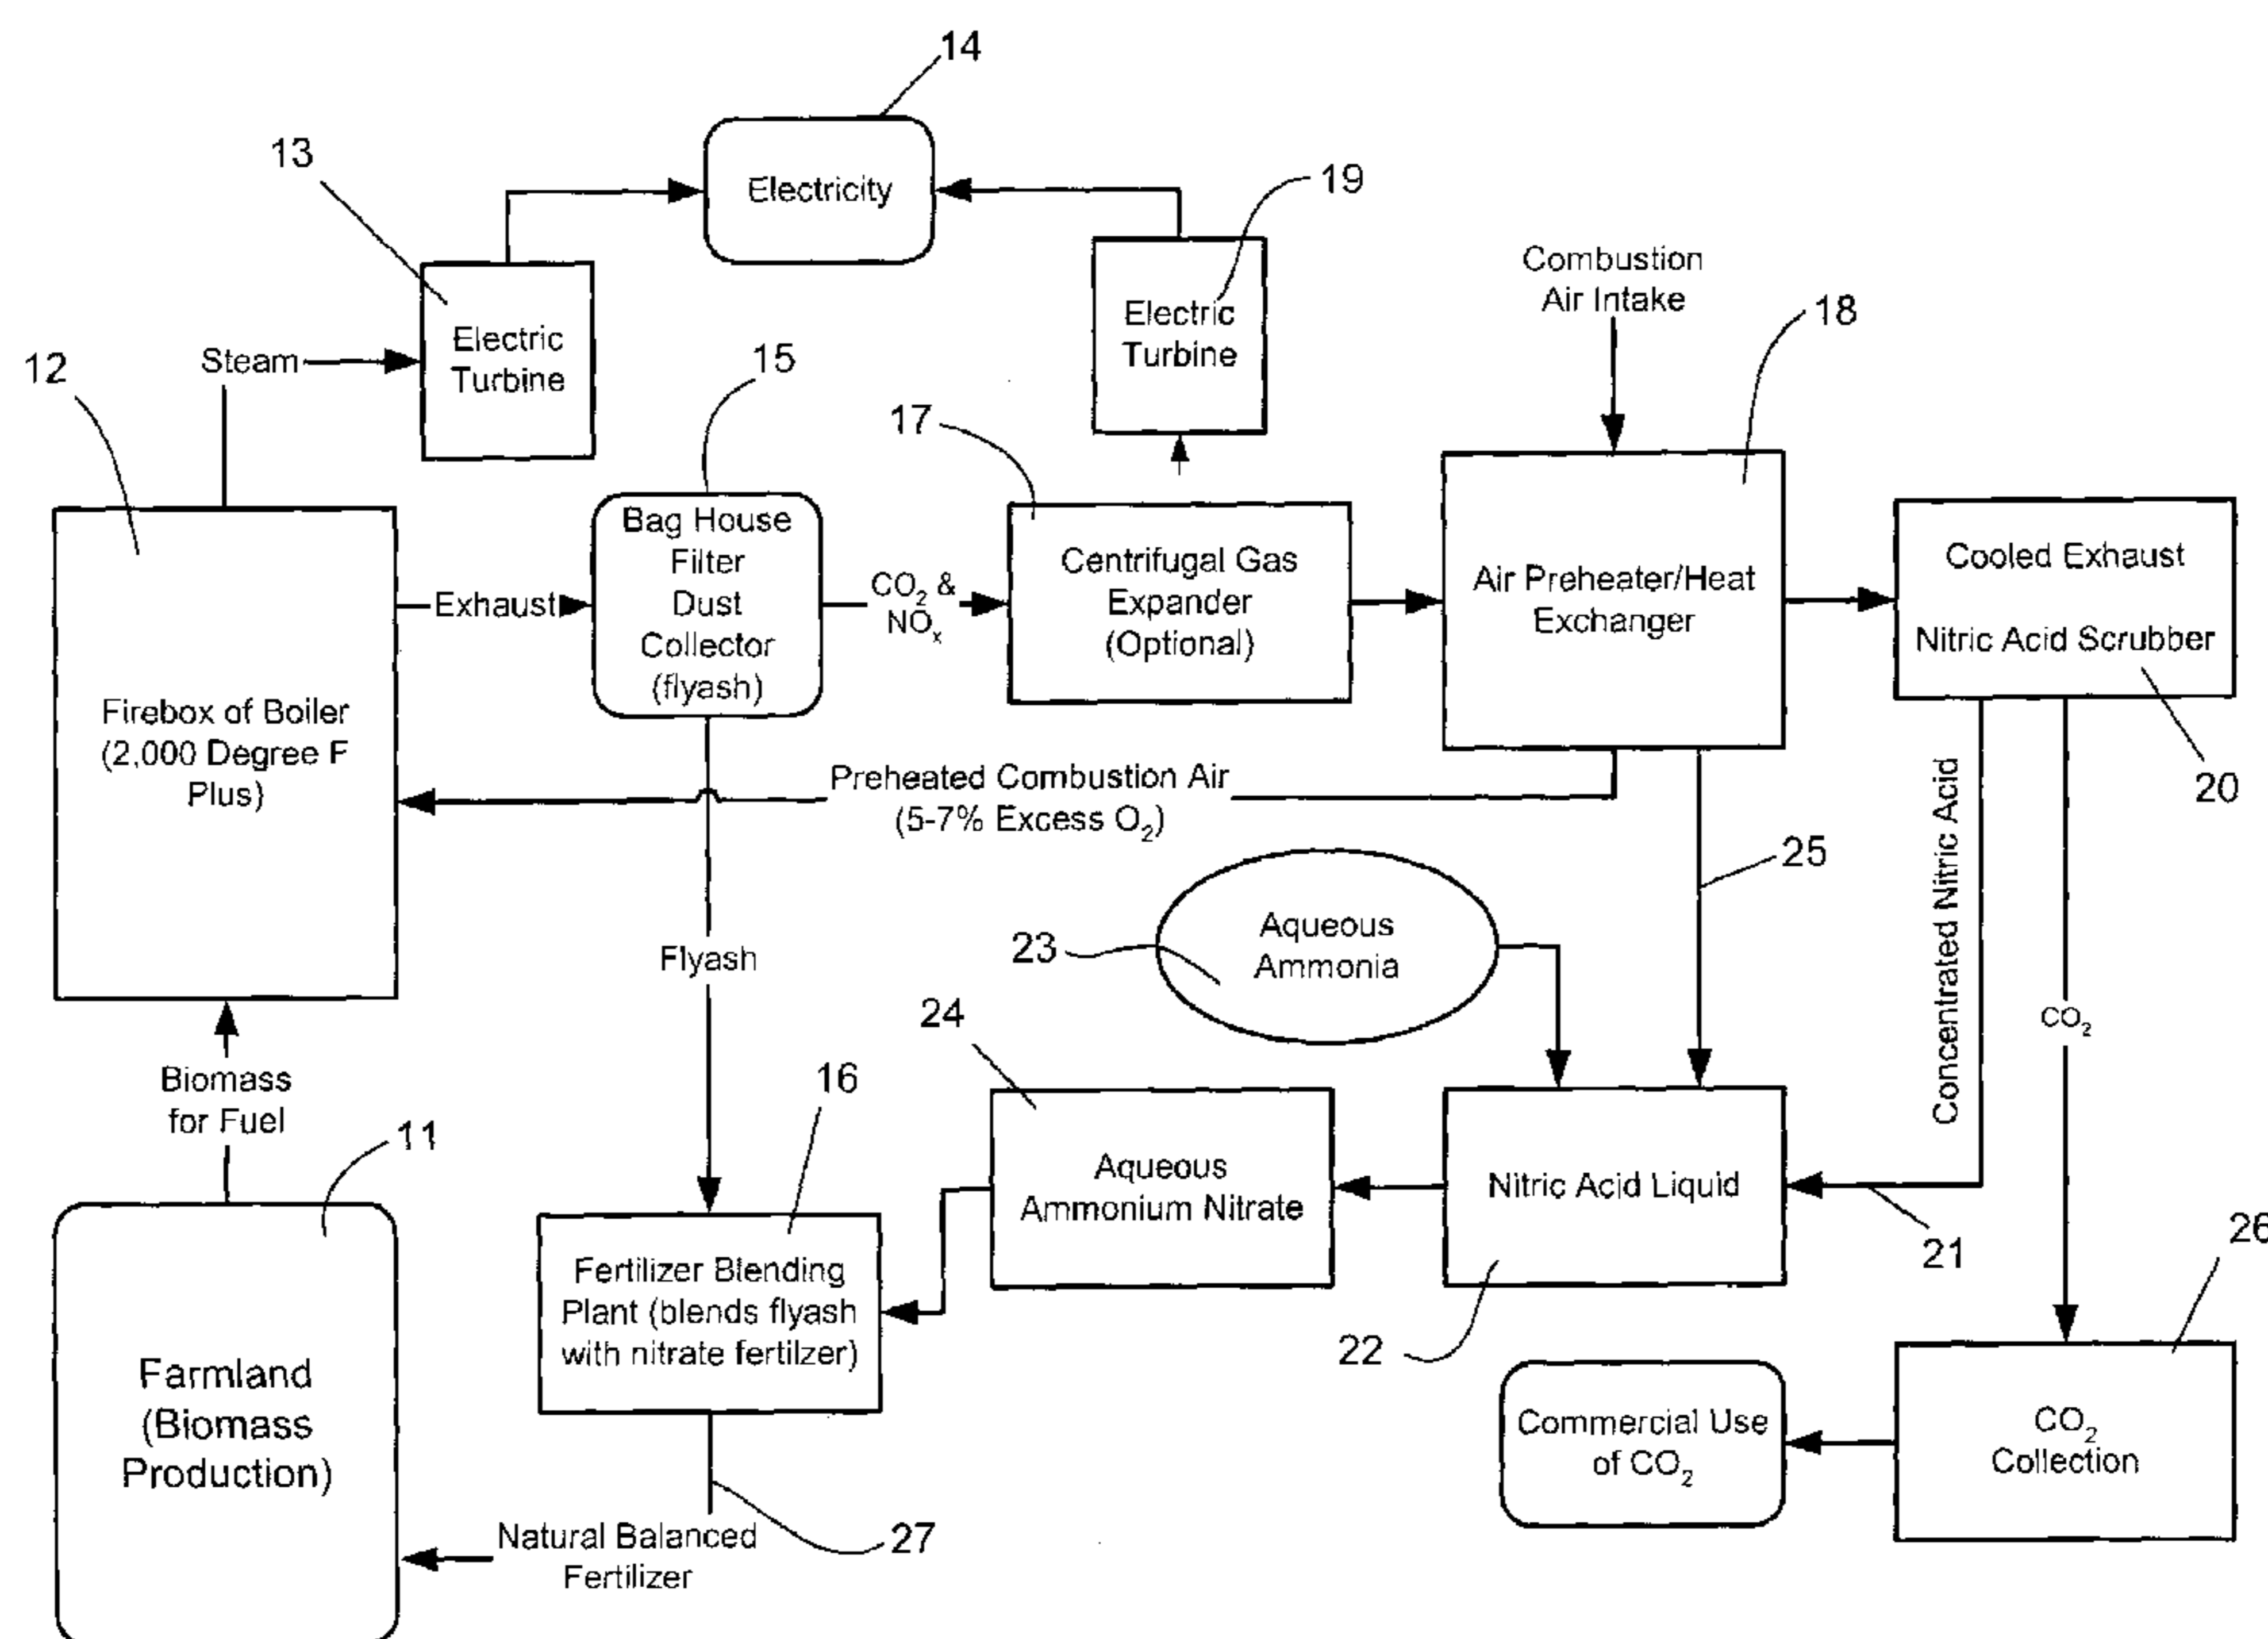 14
13
Electricity
19
Electric
Turbine
Combustion
Air Intake
18
Steam
12
Electric
Turbine
15
17
Bag House
Filter
Dust
Collector
(flyash)
Exhaust
CO₂ &
NOₓ
Centrifugal Gas
Expander
(Optional)
Air Preheater/Heat
Exchanger
Cooled Exhaust
Nitric Acid Scrubber
20
Firebox of Boiler
(2,000 Degree F
Plus)
Preheated Combustion Air
(5-7% Excess O₂)
25
Concentrated Nitric Acid
CO₂
Aqueous
Ammonia
23
Flyash
24
16
Biomass
for Fuel
11
Aqueous
Ammonium Nitrate
Nitric Acid Liquid
21
22
26
Fertilizer Blending
Plant (blends flyash
with nitrate fertilzer)
Farmland
(Biomass
Production)
Commercial Use
of CO₂
CO₂
Collection
27
Natural Balanced
Fertilizer